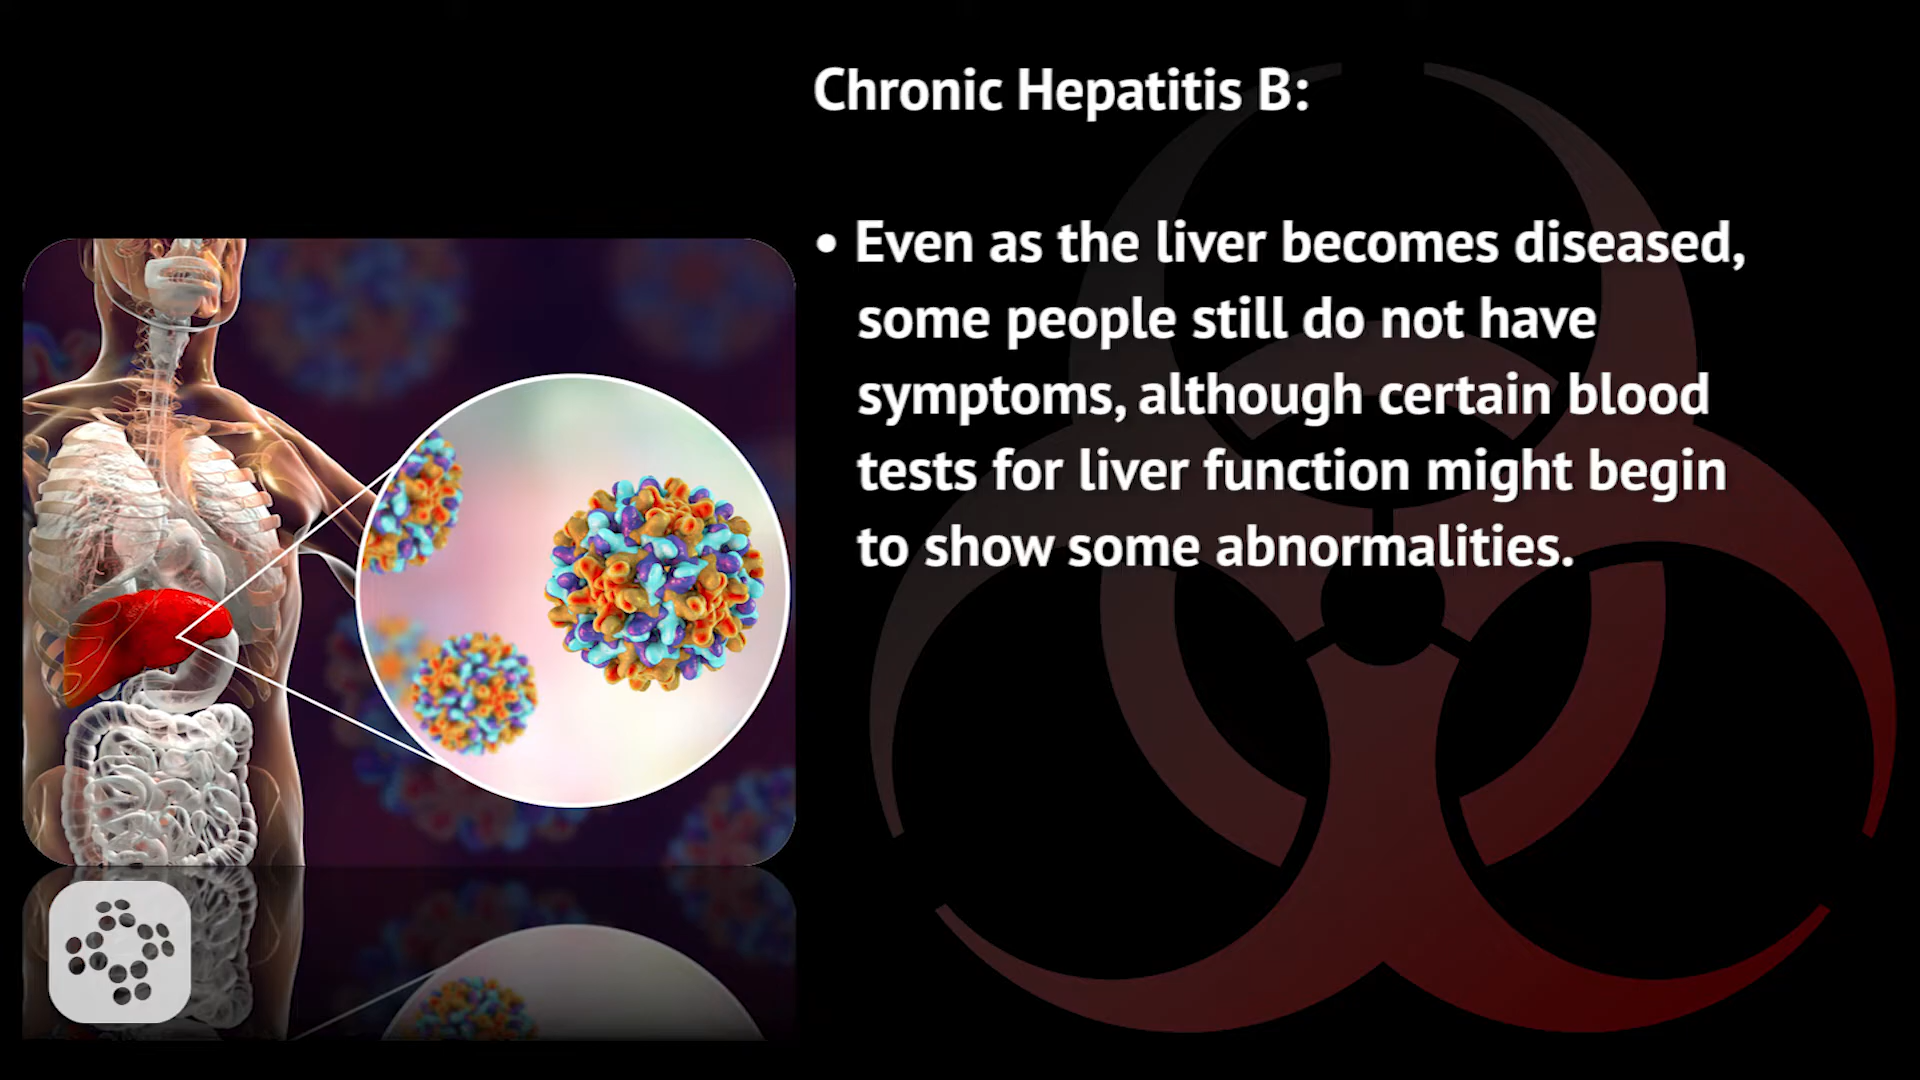 Chronic Hepatitis B:
• Even as the liver becomes diseased,
some people still do not have
symptoms, although certain blood
tests for liver function might begin
to show some abnormalities.